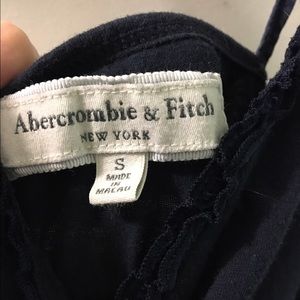 Abercrombie & Fitch
NEW YORK
S
MADE
IN
MACAU